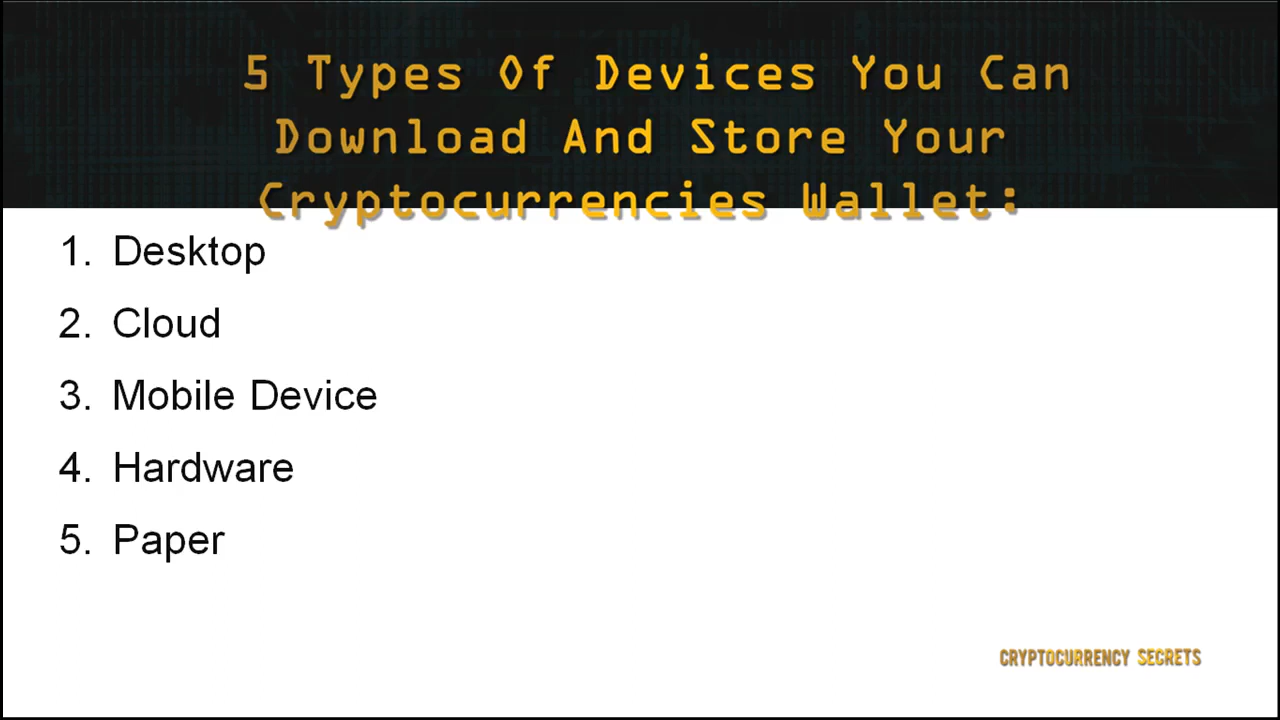 5 Types Of Devices You Can
Download And Store Your
Cryptocurrencies Wallet:
1. Desktop
2. Cloud
3. Mobile Device
4. Hardware
5. Paper
CRYPTOCURRENCY SECRETS